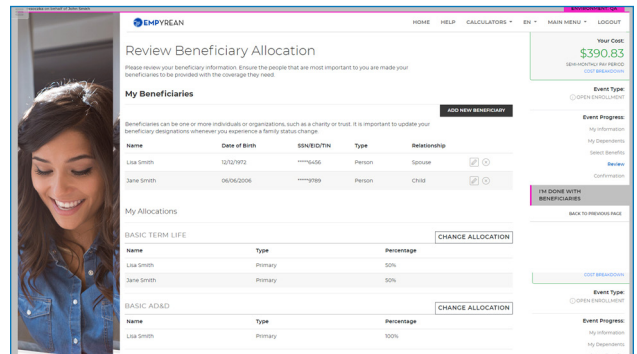 Everyday on behalf of John Smith
Environment: QA
EMPYREAN
HOME HELP CALCULATORS EN MAIN MENU LOGOUT
Review Beneficiary Allocation
Please review your beneficiary information. Ensure the people that are most important to you are made your
beneficiaries to be provided with the coverage they need.
My Beneficiaries
ADD NEW BENEFICIARY
Beneficiaries can be one or more individuals or organizations, such as a charity or trust. It is important to update your
beneficiary designations whenever you experience a family status change.
Name Date of Birth SSN/EID/TIN Type Relationship
Lisa Smith 12/12/1972 *****6456 Person Spouse
Jane Smith 06/06/2006 *****9789 Person Child
My Allocations
BASIC TERM LIFE
CHANGE ALLOCATION
Name Type Percentage
Lisa Smith Primary 50%
Jane Smith Primary 50%
BASIC AD&D
CHANGE ALLOCATION
Name Type Percentage
Lisa Smith Primary 100%
Your Cost:
$390.83
SEMI-MONTHLY PAY PERIOD
COST BREAKDOWN
Event Type:
OPEN ENROLLMENT
Event Progress:
My Information
My Dependents
Select Benefits
Review
Confirmation
I'M DONE WITH
BENEFICIARIES
BACK TO PREVIOUS PAGE
COST BREAKDOWN
Event Type:
OPEN ENROLLMENT
Event Progress:
My Information
My Dependents